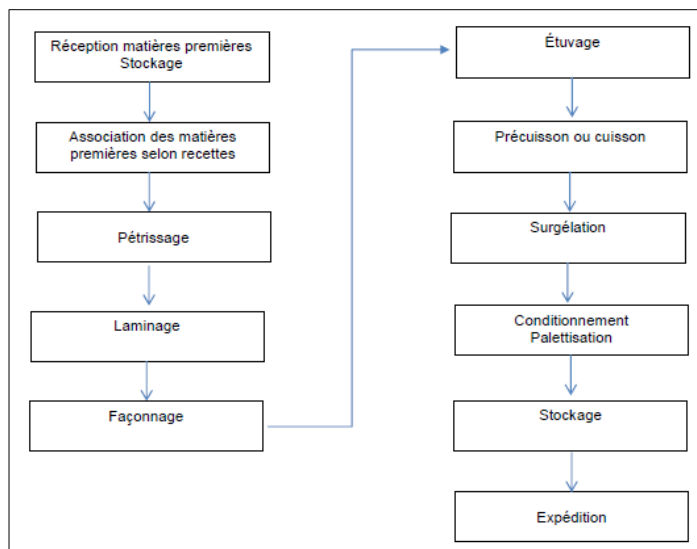 Réception matières premières
Stockage
Association des matières
premières selon recettes
Pétrissage
Laminage
Façonnage
Étuvage
Précuisson ou cuisson
Surgélation
Conditionnement
Palettisation
Stockage
Expédition